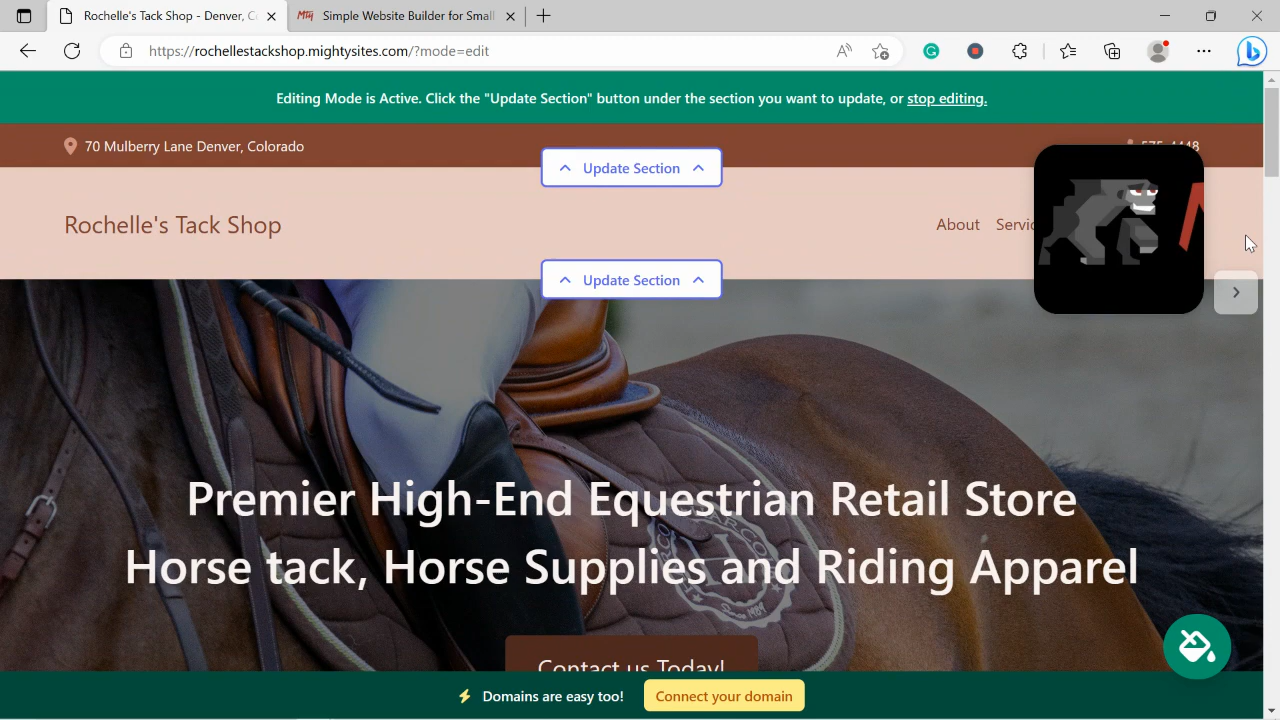 Rochelle's Tack Shop - Denver, C
Simple Website Builder for Small
https://rochellestackshop.mightysites.com/?mode=edit
Editing Mode is Active. Click the "Update Section" button under the section you want to update, or stop editing.
70 Mulberry Lane Denver, Colorado
Update Section
Rochelle's Tack Shop
About
Update Section
Premier High-End Equestrian Retail Store
Horse tack, Horse Supplies and Riding Apparel
Contact us Today!
Domains are easy too!
Connect your domain